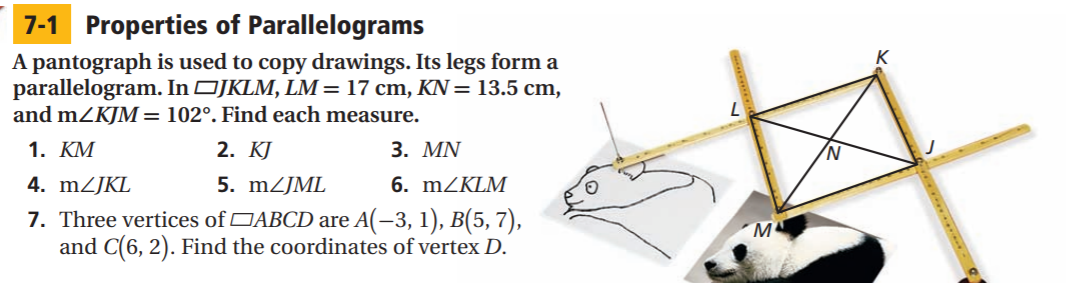 7-1 Properties of Parallelograms
A pantograph is used to copy drawings. Its legs form a
parallelogram. In ▱JKLM, LM = 17 cm, KN = 13.5 cm,
and m∠KJM = 102°. Find each measure.
1. KM 2. KJ 3. MN
4. m∠JKL 5. m∠JML 6. m∠KLM
7. Three vertices of ▱ABCD are A(−3, 1), B(5, 7),
and C(6, 2). Find the coordinates of vertex D.
K
L
J
N
M